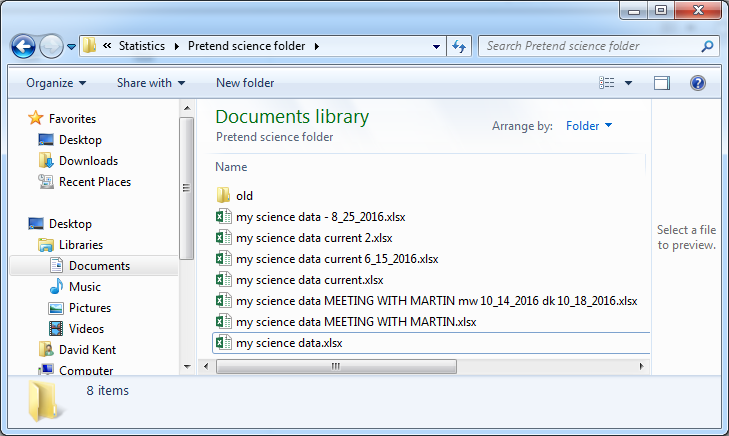 « Statistics ▸ Pretend science folder ▸
Search Pretend science folder
Organize Share with New folder
Favorites
Desktop
Downloads
Recent Places
Desktop
Libraries
Documents
Music
Pictures
Videos
David Kent
Computer
Documents library
Pretend science folder
Arrange by: Folder
Name
old
my science data - 8_25_2016.xlsx
my science data current 2.xlsx
my science data current 6_15_2016.xlsx
my science data current.xlsx
my science data MEETING WITH MARTIN mw 10_14_2016 dk 10_18_2016.xlsx
my science data MEETING WITH MARTIN.xlsx
my science data.xlsx
Select a file
to preview.
8 items